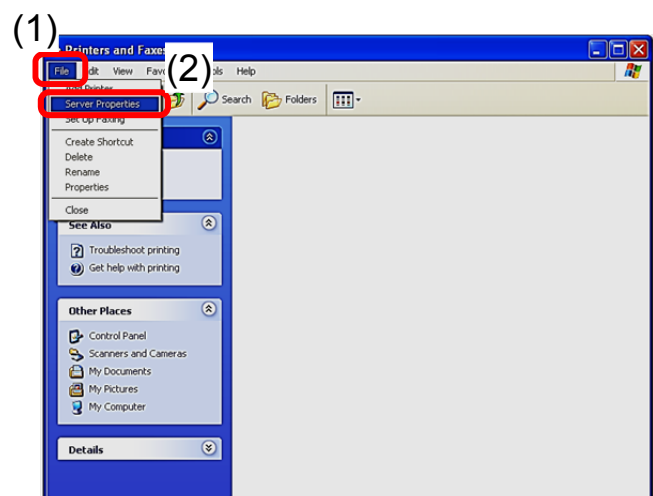 (1)
Printers and Faxes
File dit View Fav (2) ols Help
Add Printer
Server Properties
Search Folders
Set Up Faxing
Create Shortcut
Delete
Rename
Properties
Close
See Also
Troubleshoot printing
Get help with printing
Other Places
Control Panel
Scanners and Cameras
My Documents
My Pictures
My Computer
Details